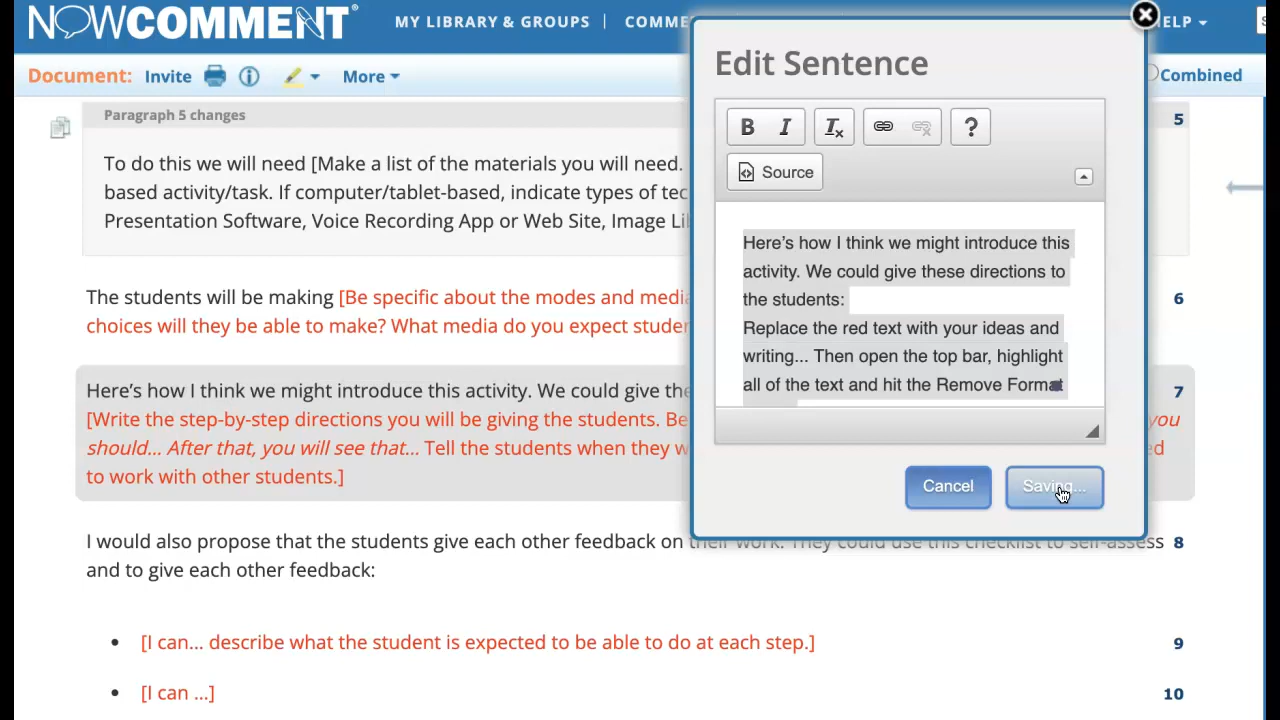 NOWCOMMENT
MY LIBRARY & GROUPS | COMME
ELP
Document: Invite More
Combined
Paragraph 5 changes
5
To do this we will need [Make a list of the materials you will need.
based activity/task. If computer/tablet-based, indicate types of tec
Presentation Software, Voice Recording App or Web Site, Image Li
The students will be making [Be specific about the modes and media
6
choices will they be able to make? What media do you expect studen
Here's how I think we might introduce this activity. We could give the
7
[Write the step-by-step directions you will be giving the students. Be
you
should... After that, you will see that... Tell the students when they w
ed
to work with other students.]
I would also propose that the students give each other feedback on their work. They could use this checklist to self-assess
8
and to give each other feedback:
• [I can... describe what the student is expected to be able to do at each step.]
9
• [I can ...]
10
Edit Sentence
B I Tx ?
Source
Here's how I think we might introduce this
activity. We could give these directions to
the students:
Replace the red text with your ideas and
writing... Then open the top bar, highlight
all of the text and hit the Remove Format
Cancel
Saving...